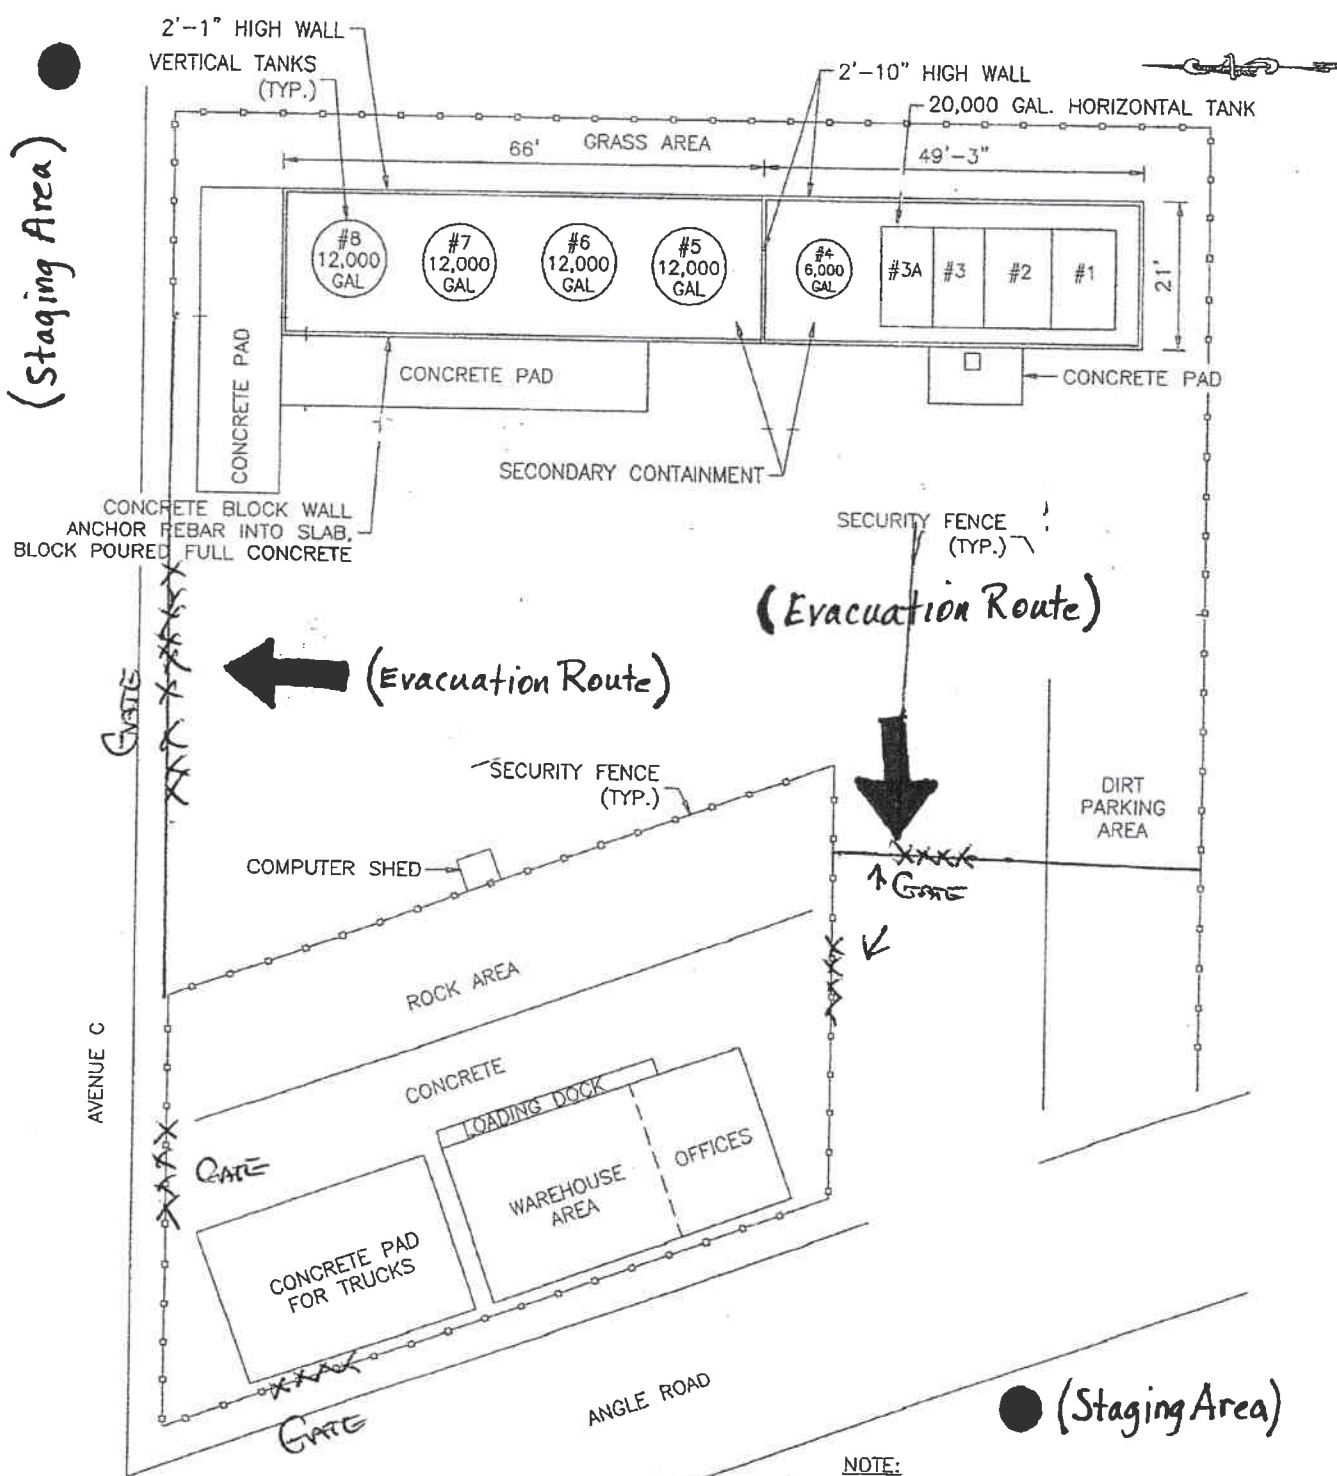 2'-1" HIGH WALL
VERTICAL TANKS
(TYP.)
2'-10" HIGH WALL
20,000 GAL. HORIZONTAL TANK
(Staging Area)
GRASS AREA
66'
49'-3"
#8
12,000
GAL
#7
12,000
GAL
#6
12,000
GAL
#5
12,000
GAL
#4
6,000
GAL
#3A
#3
#2
#1
21'
CONCRETE PAD
CONCRETE PAD
CONCRETE PAD
SECONDARY CONTAINMENT
CONCRETE BLOCK WALL
ANCHOR REBAR INTO SLAB,
BLOCK POURED FULL CONCRETE
SECURITY FENCE
(TYP.)
(Evacuation Route)
(Evacuation Route)
GATE
SECURITY FENCE
(TYP.)
DIRT
PARKING
AREA
COMPUTER SHED
GATE
ROCK AREA
AVENUE C
CONCRETE
LOADING DOCK
OFFICES
WAREHOUSE
AREA
GATE
CONCRETE PAD
FOR TRUCKS
ANGLE ROAD
GATE
(Staging Area)
NOTE: